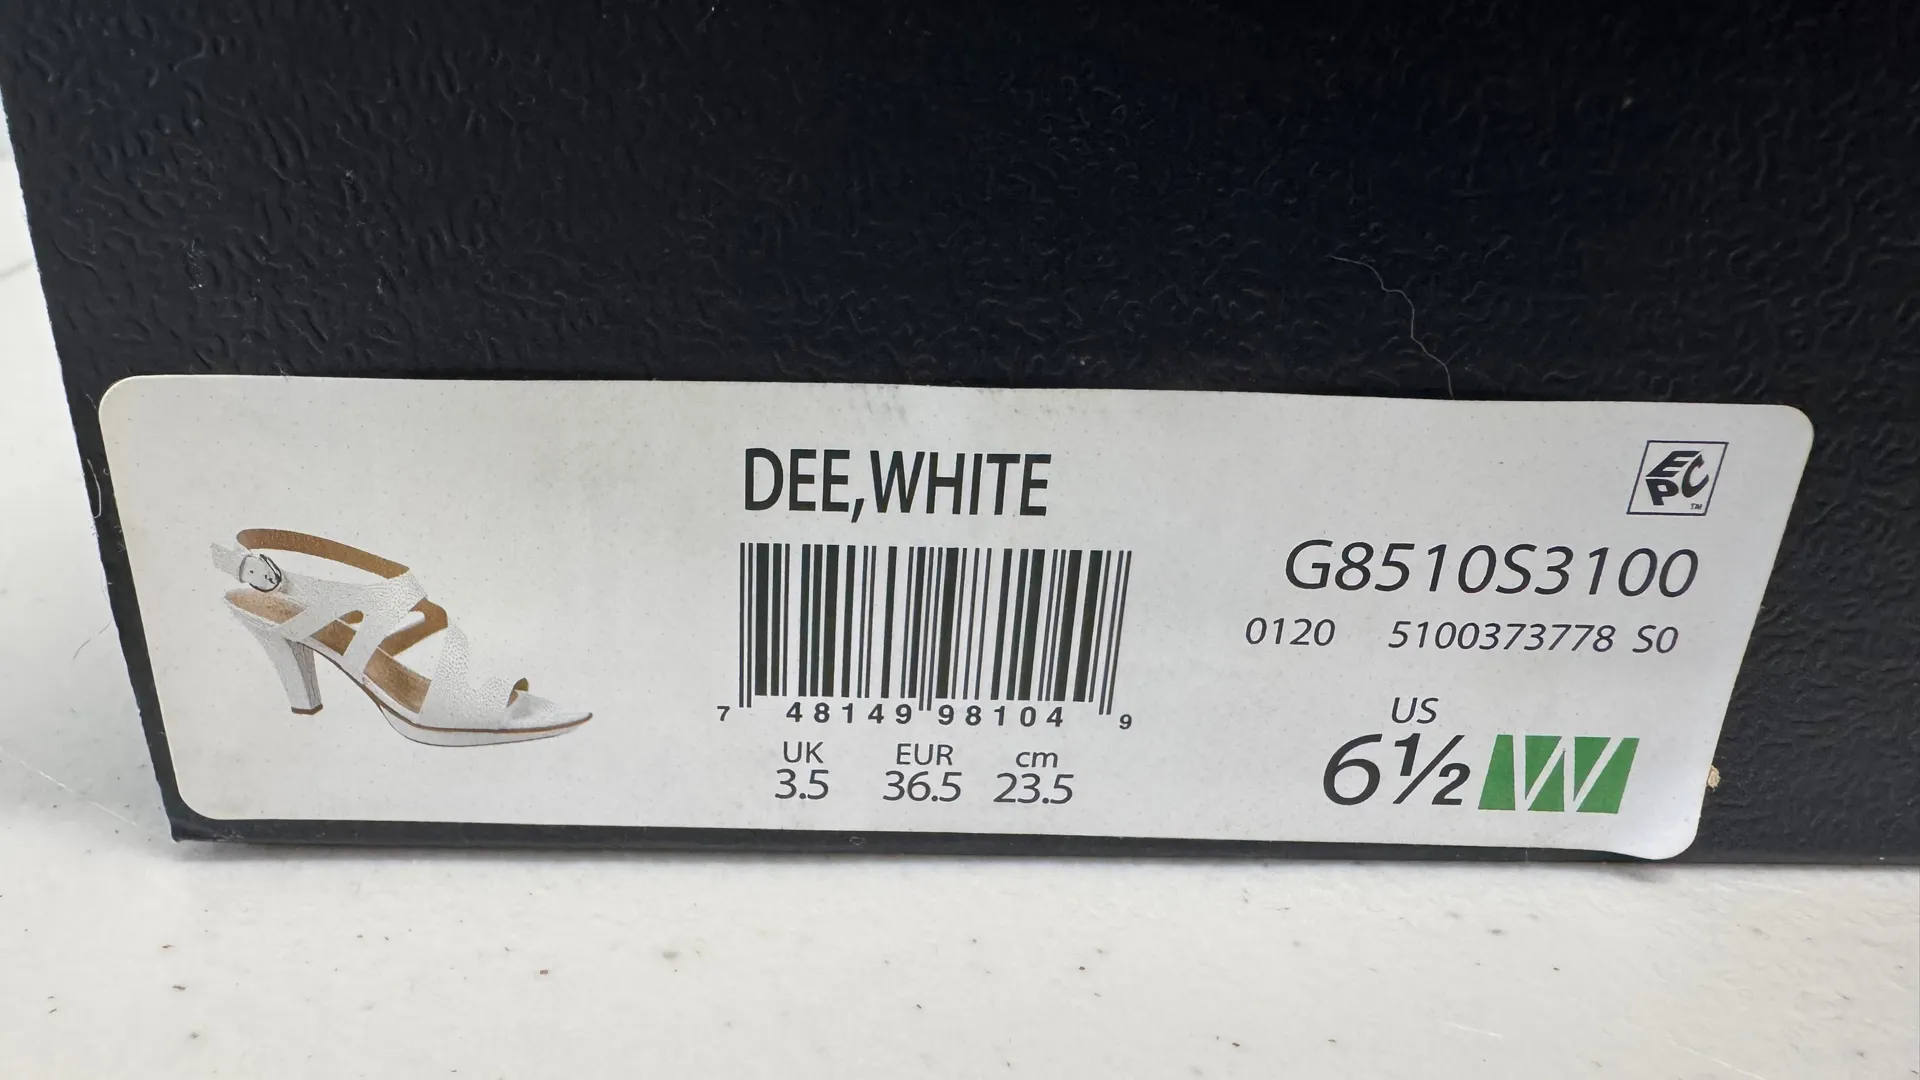 DEE,WHITE
EPC™
G8510S3100
0120 5100373778 S0
7 48149 98104 9
UK EUR cm
3.5 36.5 23.5
US
6½ W